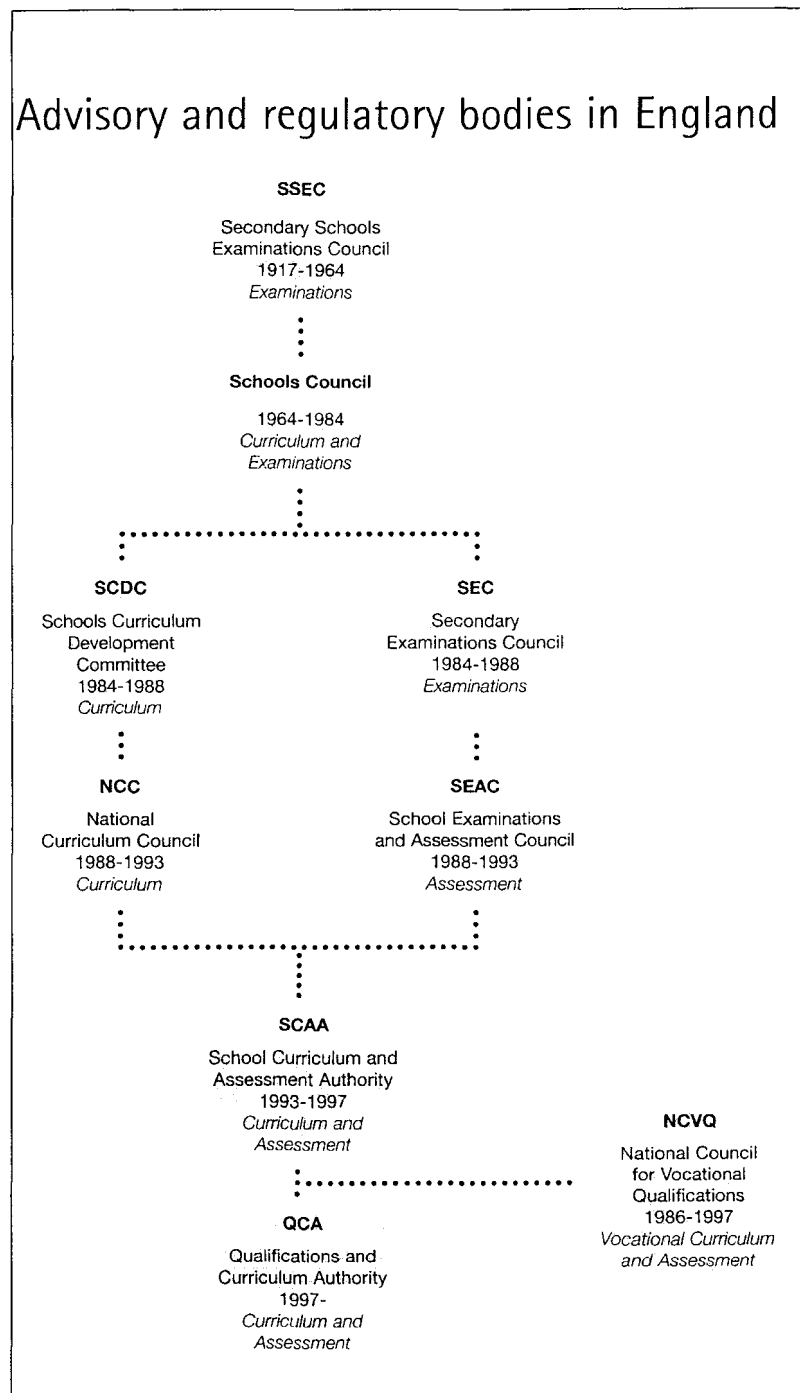 Advisory and regulatory bodies in England
SSEC
Secondary Schools
Examinations Council
1917-1964
Examinations
Schools Council
1964-1984
Curriculum and
Examinations
SCDC
Schools Curriculum
Development
Committee
1984-1988
Curriculum
SEC
Secondary
Examinations Council
1984-1988
Examinations
NCC
National
Curriculum Council
1988-1993
Curriculum
SEAC
School Examinations
and Assessment Council
1988-1993
Assessment
SCAA
School Curriculum and
Assessment Authority
1993-1997
Curriculum and
Assessment
NCVQ
National Council
for Vocational
Qualifications
1986-1997
Vocational Curriculum
and Assessment
QCA
Qualifications and
Curriculum Authority
1997-
Curriculum and
Assessment